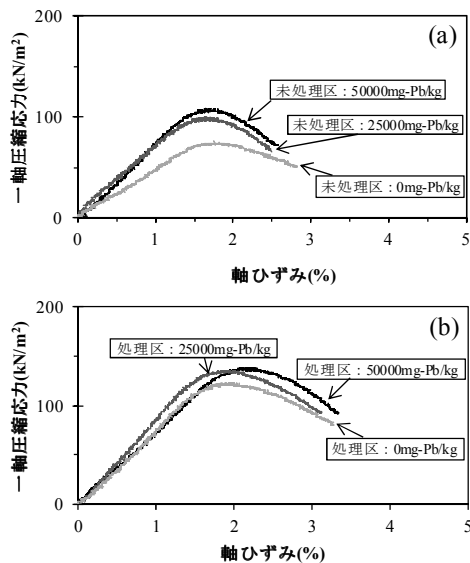 (a)
200
一軸圧縮応力(kN/m²)
未処理区：50000mg-Pb/kg
100
未処理区：25000mg-Pb/kg
未処理区：0mg-Pb/kg
0
0 1 2 3 4 5
軸ひずみ(%)
(b)
200
一軸圧縮応力(kN/m²)
処理区：25000mg-Pb/kg
処理区：50000mg-Pb/kg
100
処理区：0mg-Pb/kg
0
0 1 2 3 4 5
軸ひずみ(%)